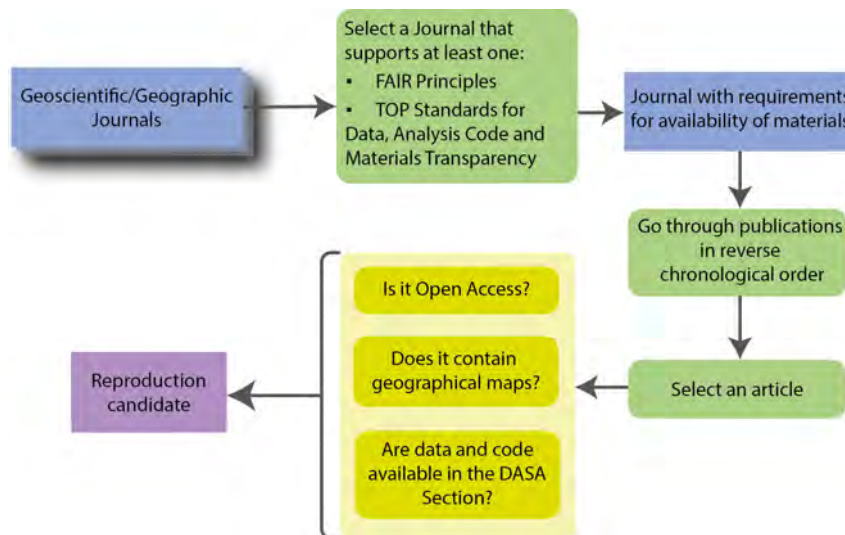 Geoscientific/Geographic
Journals
Select a Journal that
supports at least one:
▪ FAIR Principles
▪ TOP Standards for
Data, Analysis Code and
Materials Transparency
Journal with requirements
for availability of materials
Go through publications
in reverse
chronological order
Select an article
Is it Open Access?
Does it contain
geographical maps?
Are data and code
available in the DASA
Section?
Reproduction
candidate